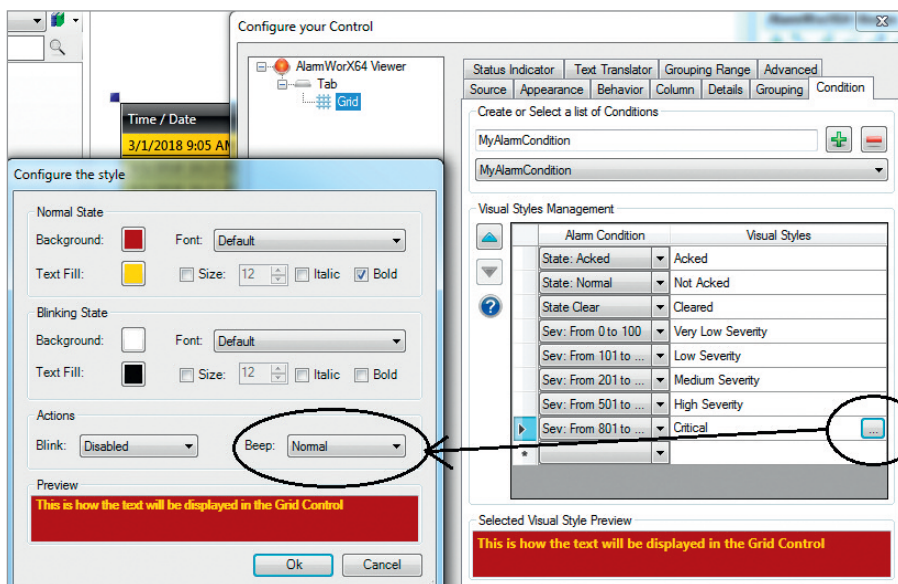 Configure your Control
AlarmWorX64 Viewer
Tab
Grid
Time / Date
3/1/2018 9:05 AM
Status Indicator Text Translator Grouping Range Advanced
Source Appearance Behavior Column Details Grouping Condition
Create or Select a list of Conditions
MyAlarmCondition
MyAlarmCondition
Visual Styles Management
Alarm Condition Visual Styles
State: Acked Acked
State: Normal Not Acked
State Clear Cleared
Sev: From 0 to 100 Very Low Severity
Sev: From 101 to ... Low Severity
Sev: From 201 to ... Medium Severity
Sev: From 501 to ... High Severity
Sev: From 801 to ... Critical ...
*
Selected Visual Style Preview
This is how the text will be displayed in the Grid Control
Configure the style
Normal State
Background: Font: Default
Text Fill: Size: 12 Italic Bold
Blinking State
Background: Font: Default
Text Fill: Size: 12 Italic Bold
Actions
Blink: Disabled Beep: Normal
Preview
This is how the text will be displayed in the Grid Control
Ok Cancel